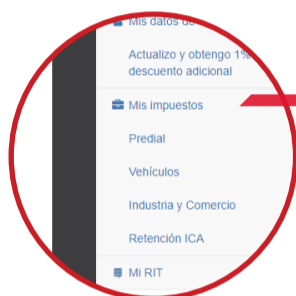 Mis datos de
Actualizo y obtengo 1%
descuento adicional
Mis impuestos
Predial
Vehículos
Industria y Comercio
Retención ICA
Mi RIT